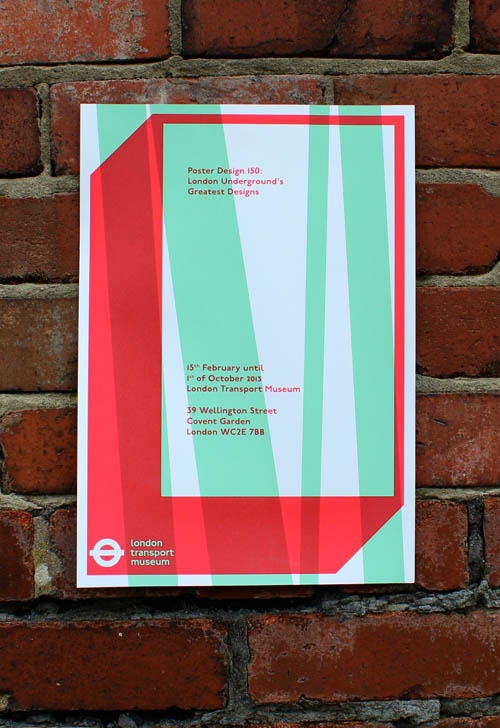 Poster Design 150:
London Underground's
Greatest Designs
15th February until
1st of October 2013
London Transport Museum
39 Wellington Street
Covent Garden
London WC2E 7BB
london
transport
museum